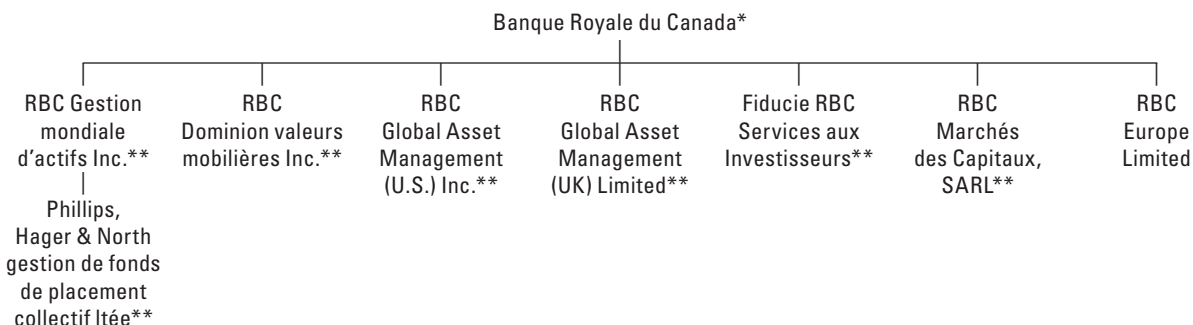 Banque Royale du Canada*
RBC Gestion
mondiale
d'actifs Inc.**
Phillips,
Hager & North
gestion de fonds
de placement
collectif ltée**
RBC
Dominion valeurs
mobilières Inc.**
RBC
Global Asset
Management
(U.S.) Inc.**
RBC
Global Asset
Management
(UK) Limited**
Fiducie RBC
Services aux
Investisseurs**
RBC
Marchés
des Capitaux,
SARL**
RBC
Europe
Limited